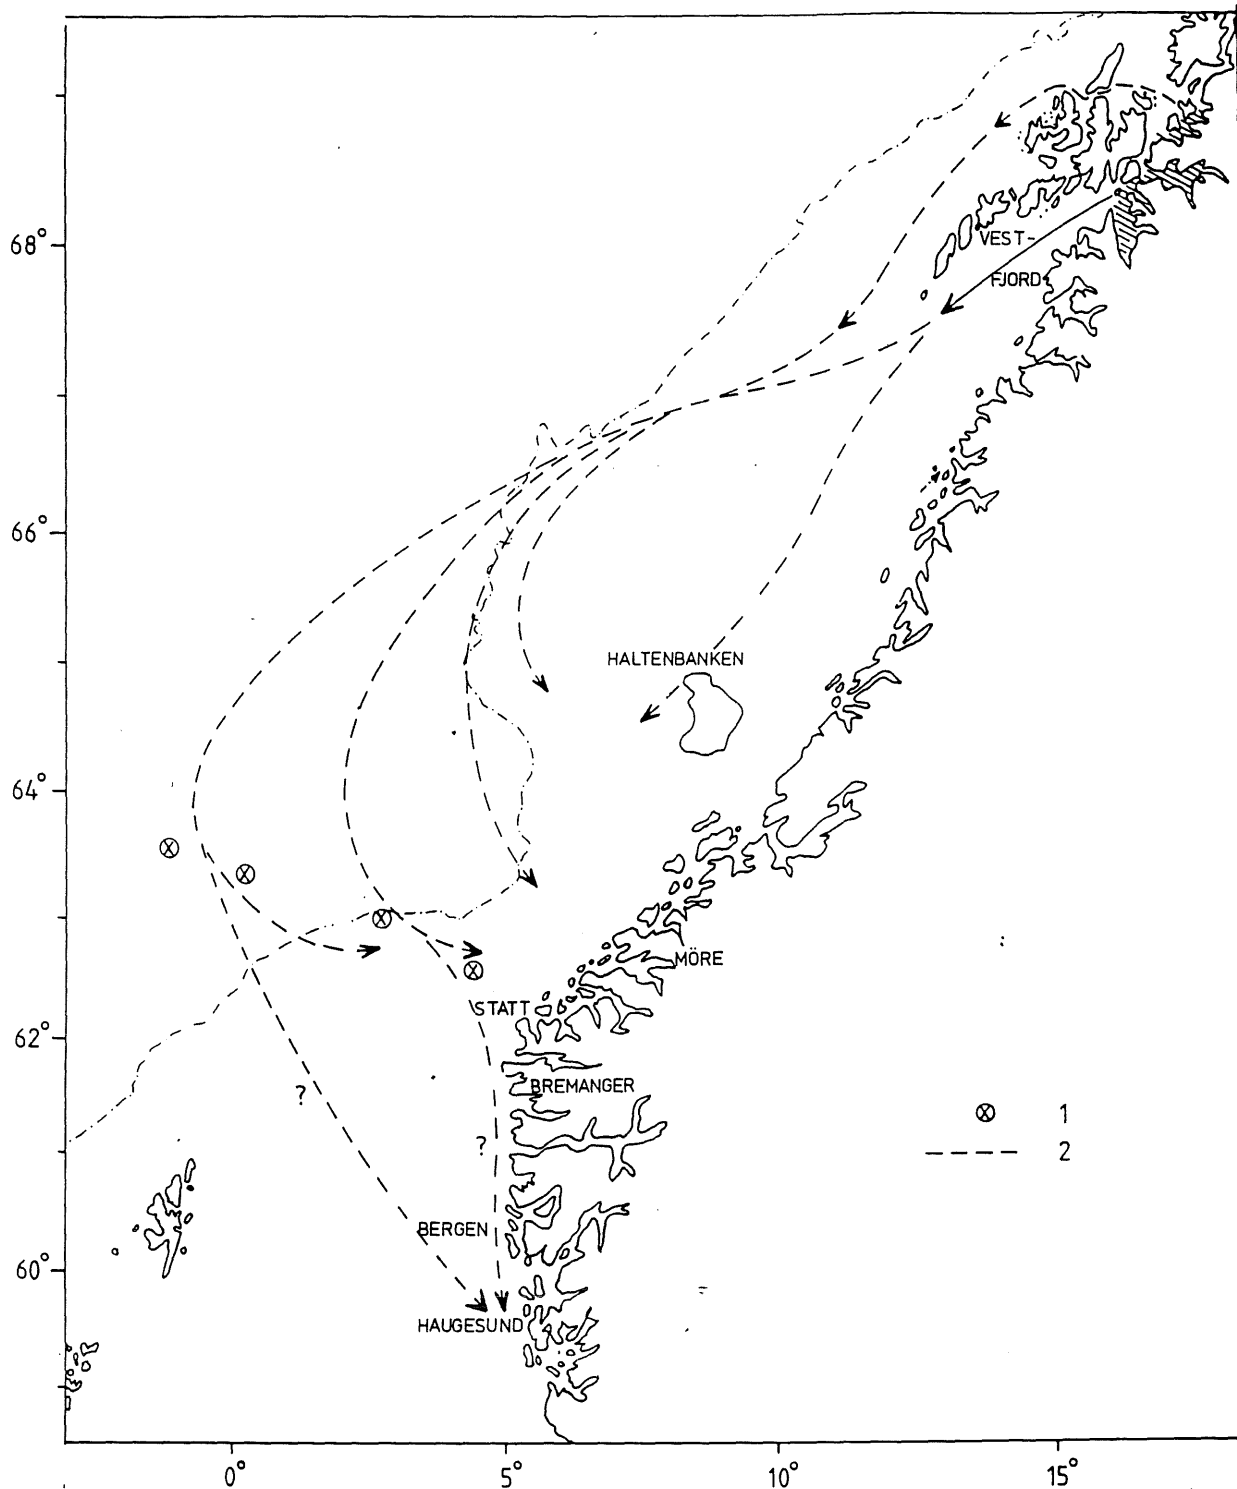 68°
VEST-
FJORD
66°
HALTENBANKEN
64°
MÖRE
STATT
62°
BREMANGER
?
1
?
2
BERGEN
60°
HAUGESUND
0°
5°
10°
15°